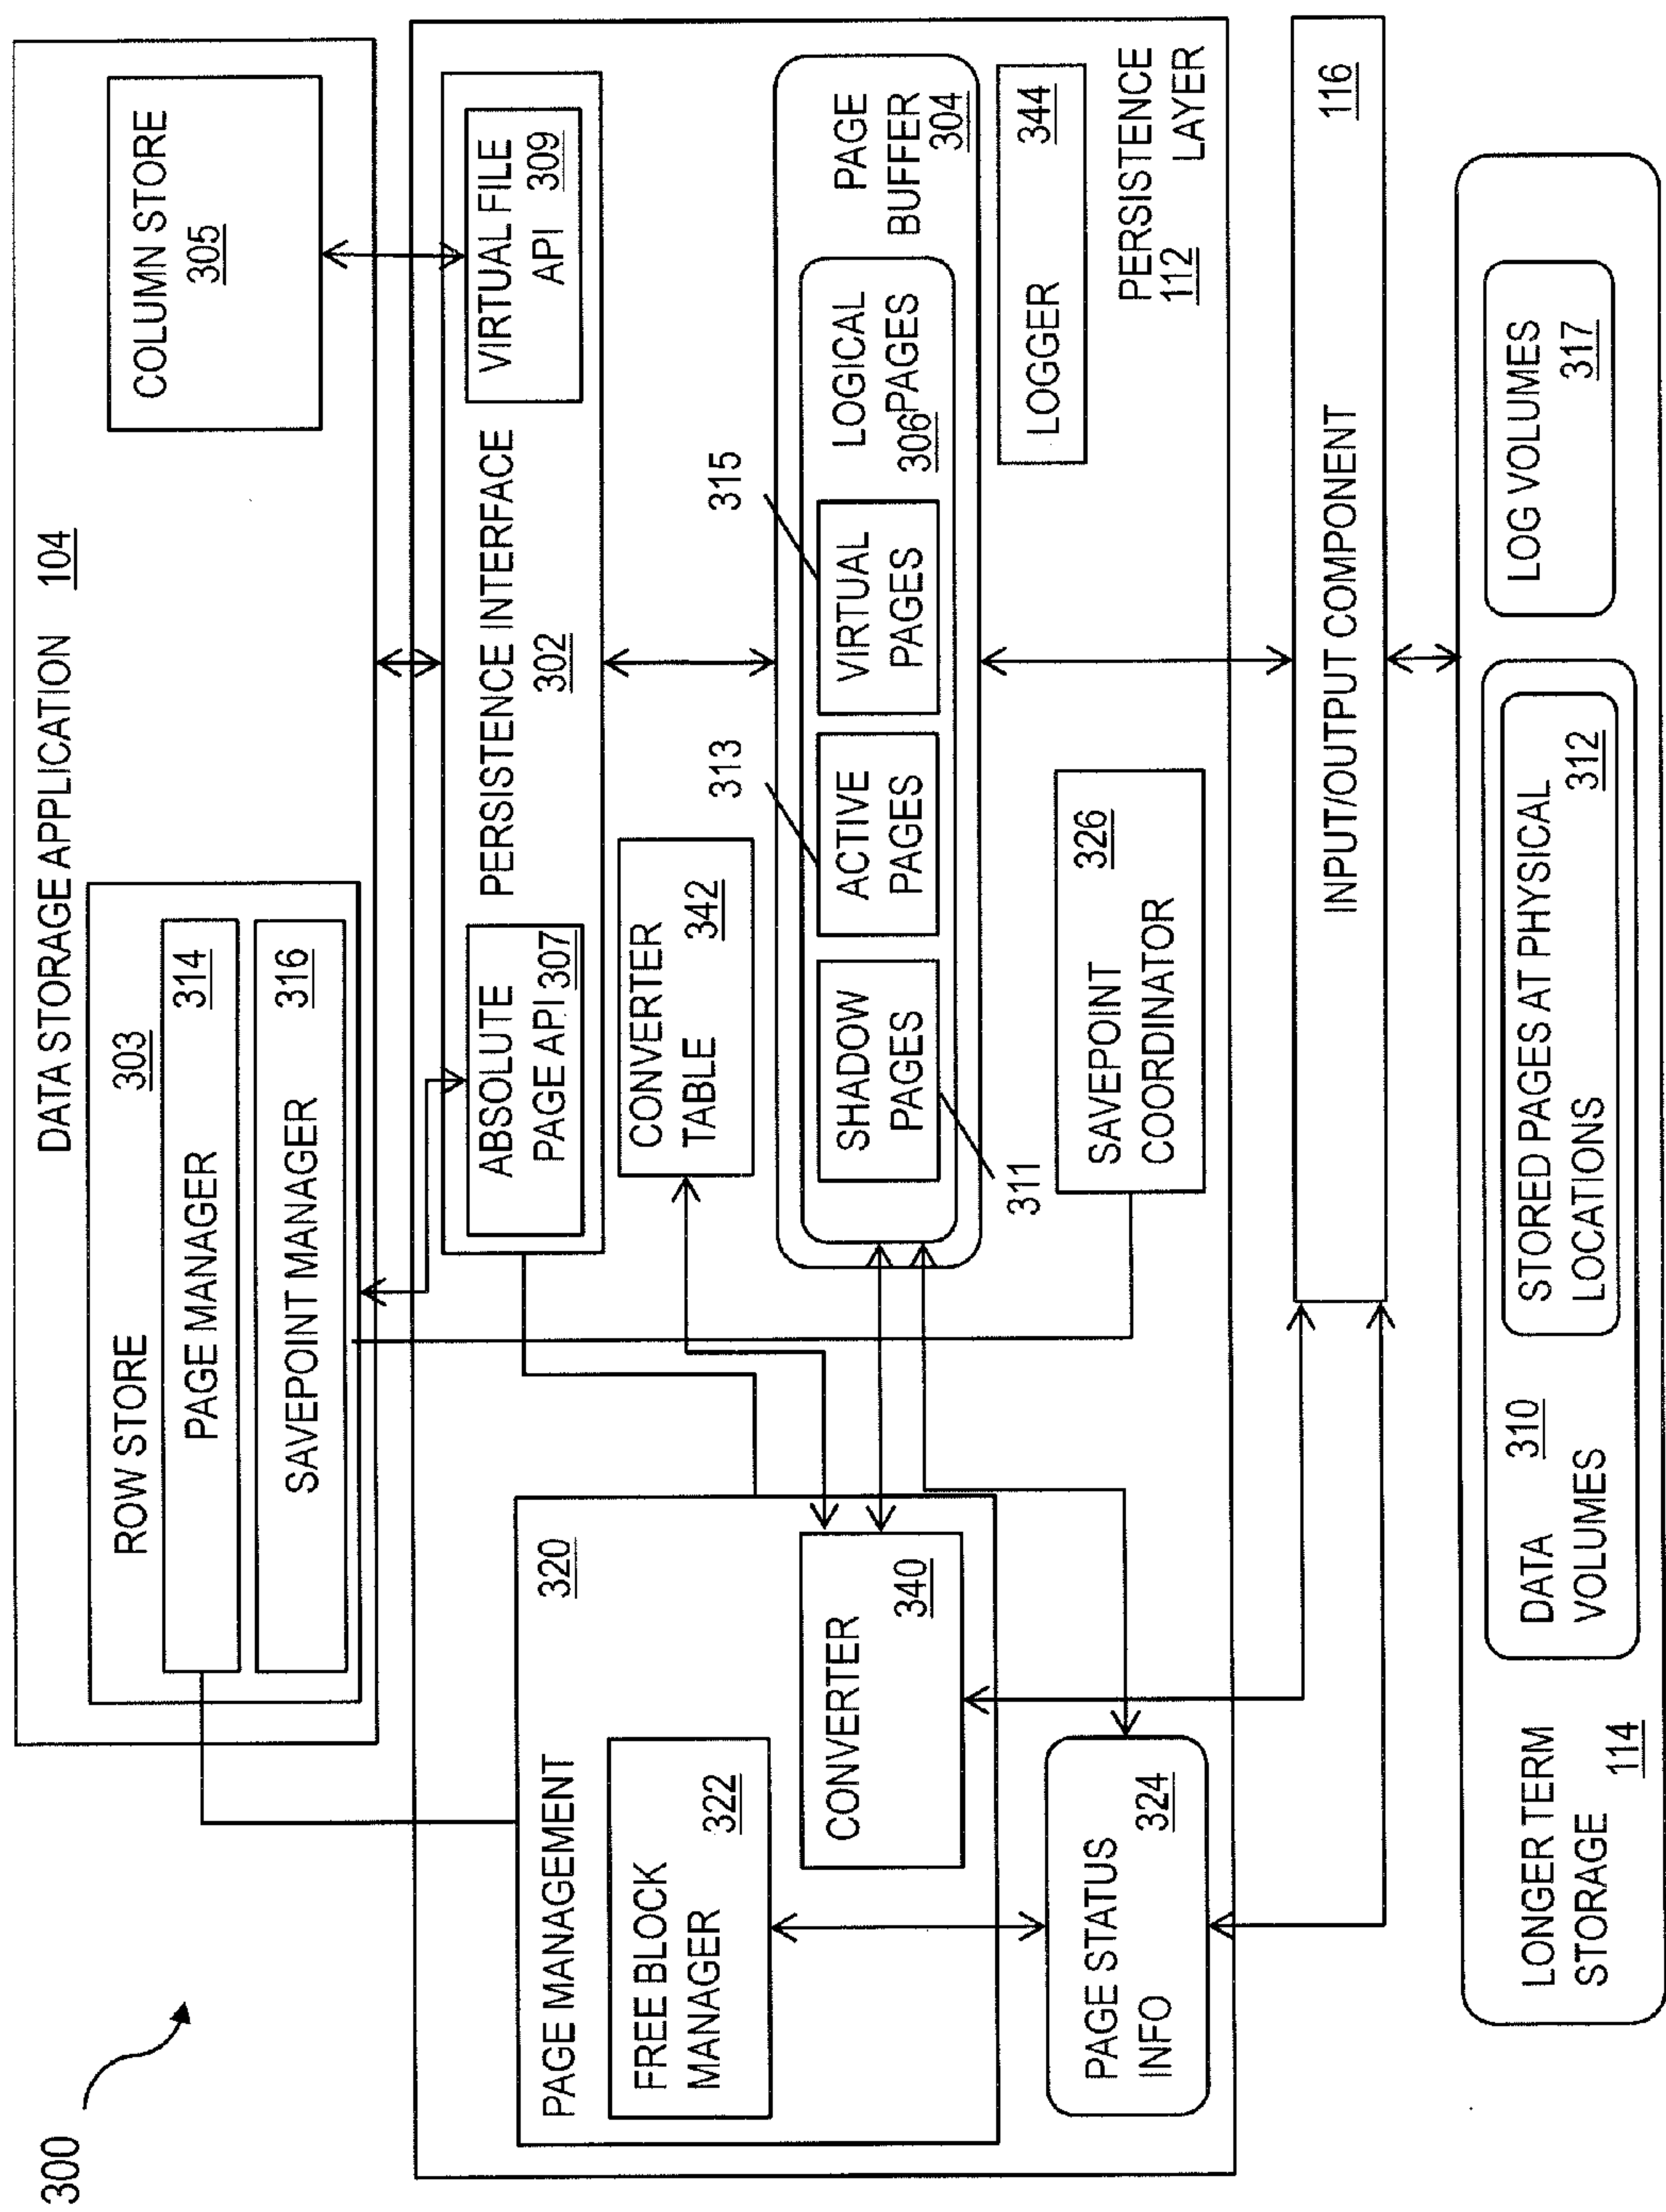 300
DATA STORAGE APPLICATION 104
ROW STORE 303
PAGE MANAGER 314
SAVEPOINT MANAGER 316
COLUMN STORE
305
ABSOLUTE
PAGE API 307
PERSISTENCE INTERFACE
302
VIRTUAL FILE
API 309
PAGE MANAGEMENT 320
FREE BLOCK
MANAGER 322
CONVERTER
340
CONVERTER
TABLE 342
313
315
SHADOW
PAGES
ACTIVE
PAGES
VIRTUAL
PAGES
LOGICAL
306 PAGES
PAGE
BUFFER
304
311
PAGE STATUS
INFO 324
SAVEPOINT
COORDINATOR
326
LOGGER 344
PERSISTENCE
112 LAYER
INPUT/OUTPUT COMPONENT 116
LONGER TERM
STORAGE 114
DATA 310
VOLUMES
STORED PAGES AT PHYSICAL
LOCATIONS 312
LOG VOLUMES
317